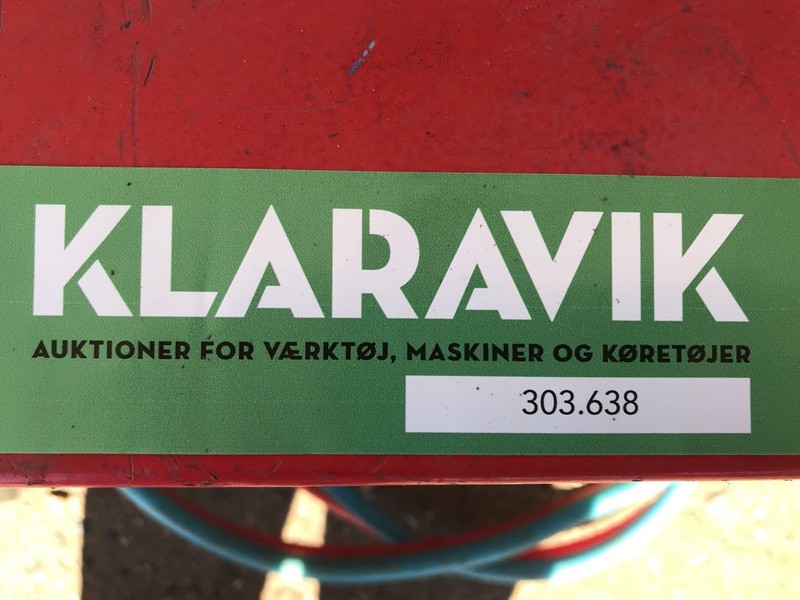 KLARAVIK
AUKTIONER FOR VÆRKTØJ, MASKINER OG KØRETØJER
303.638